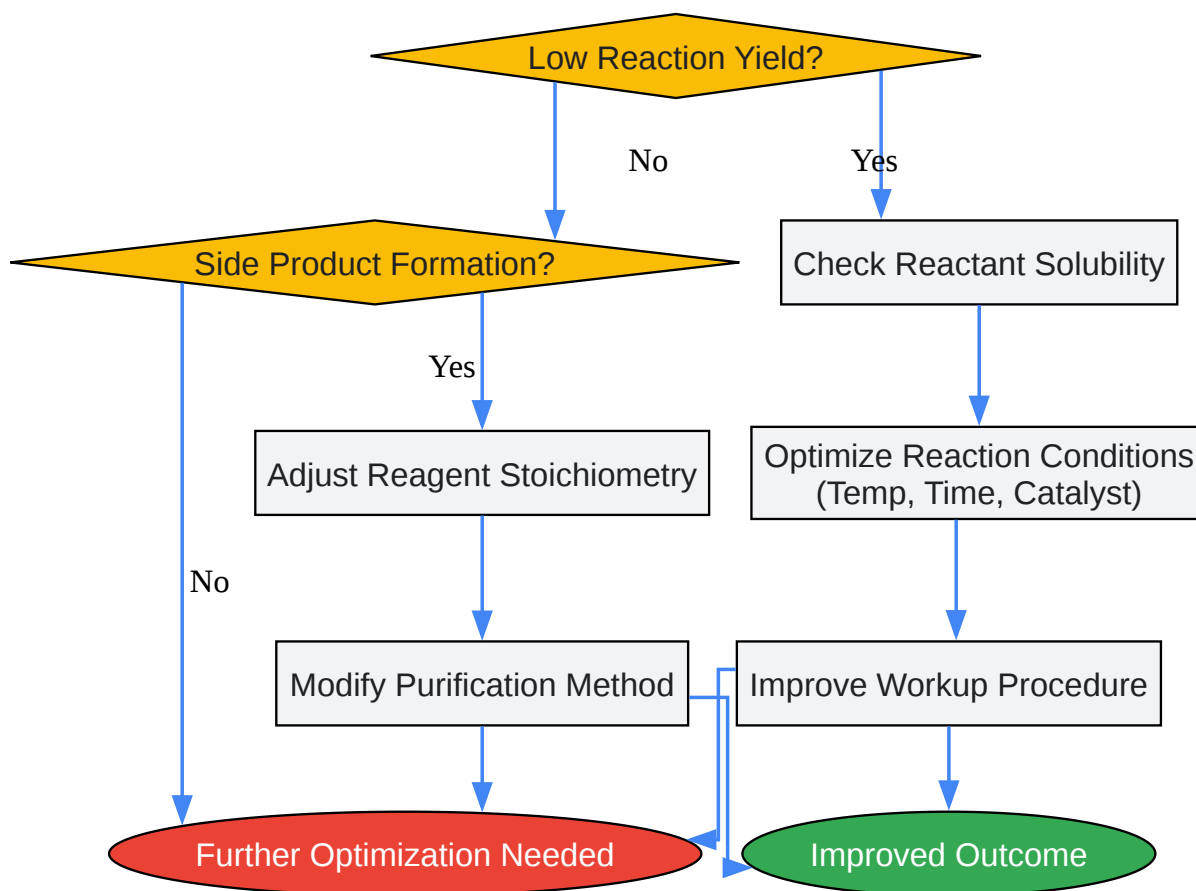 Low Reaction Yield?
No
Yes
Side Product Formation?
Check Reactant Solubility
Yes
Adjust Reagent Stoichiometry
Optimize Reaction Conditions
(Temp, Time, Catalyst)
No
Modify Purification Method
Improve Workup Procedure
Further Optimization Needed
Improved Outcome